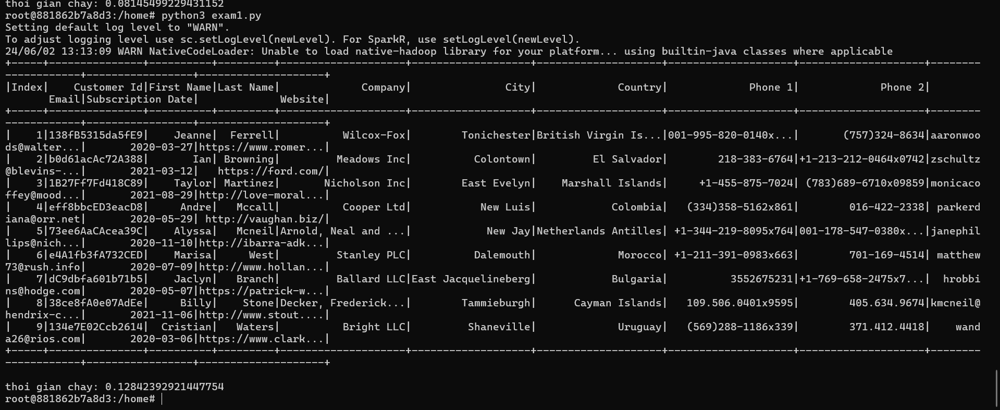 thoi gian chay: 0.08145499229431152
root@881862b7a8d3:/home# python3 exam1.py
Setting default log level to "WARN".
To adjust logging level use sc.setLogLevel(newLevel). For SparkR, use setLogLevel(newLevel).
24/06/02 13:13:09 WARN NativeCodeLoader: Unable to load native-hadoop library for your platform... using builtin-java classes where applicable
+-----+---------------+----------+---------+--------------------+-------------------+--------------------+--------------------+--------------------+--------
------------+-----------------+--------------------+
|Index|    Customer Id|First Name|Last Name|             Company|               City|             Country|             Phone 1|             Phone 2|
       Email|Subscription Date|             Website|
+-----+---------------+----------+---------+--------------------+-------------------+--------------------+--------------------+--------------------+--------
------------+-----------------+--------------------+
|    1|138fB5315da5fE9|    Jeanne|  Ferrell|          Wilcox-Fox|        Tonichester|British Virgin Is...|001-995-820-0140x...|       (757)324-8634|aaronwoo
ds@walter...|       2020-03-27|https://www.romer...|
|    2|b0d61acAc72A388|       Ian| Browning|         Meadows Inc|          Colontown|         El Salvador|        218-383-6764|+1-213-212-0464x0742|zschultz
@blevins-...|       2021-03-12|   https://ford.com/|
|    3|1B27Ff7Fd418C89|    Taylor| Martinez|       Nicholson Inc|        East Evelyn|    Marshall Islands|     +1-455-875-7024| (783)689-6710x09859|monicaco
ffey@mood...|       2021-08-29|http://love-moral...|
|    4|eff8bbcED3eacD8|     Andre|   Mccall|          Cooper Ltd|           New Luis|            Colombia|   (334)358-5162x861|        016-422-2338| parkerd
iana@orr.net|       2020-05-29| http://vaughan.biz/|
|    5|73ee6AaCAcea39C|    Alyssa|   Mcneil|Arnold, Neal and ...|            New Jay|Netherlands Antilles| +1-344-219-8095x764|001-178-547-0380x...|janephil
lips@nich...|       2020-11-10|http://ibarra-adk...|
|    6|e4A1fb3fA732CED|    Marisa|     West|         Stanley PLC|          Dalemouth|             Morocco| +1-211-391-0983x663|        701-169-4514| matthew
73@rush.info|       2020-07-09|http://www.hollan...|
|    7|dC9dbfa601b71b5|    Jaclyn|   Branch|         Ballard LLC|East Jacquelineberg|            Bulgaria|          3552675231|+1-769-658-2475x7...|  hrobbi
ns@hodge.com|       2020-05-07|https://patrick-w...|
|    8|38ce8fA0e07AdEe|     Billy|    Stone|Decker, Frederick...|        Tammieburgh|      Cayman Islands|  109.506.0401x9595|        405.634.9674|kmcneil@
hendrix-c...|       2021-11-06|http://www.stout....|
|    9|134e7E02Ccb2614|  Cristian|   Waters|          Bright LLC|         Shaneville|             Uruguay|   (569)288-1186x339|        371.412.4418|    wand
a26@rios.com|       2020-03-06|https://www.clark...|
+-----+---------------+----------+---------+--------------------+-------------------+--------------------+--------------------+--------------------+--------
------------+-----------------+--------------------+
thoi gian chay: 0.12842392921447754
root@881862b7a8d3:/home#